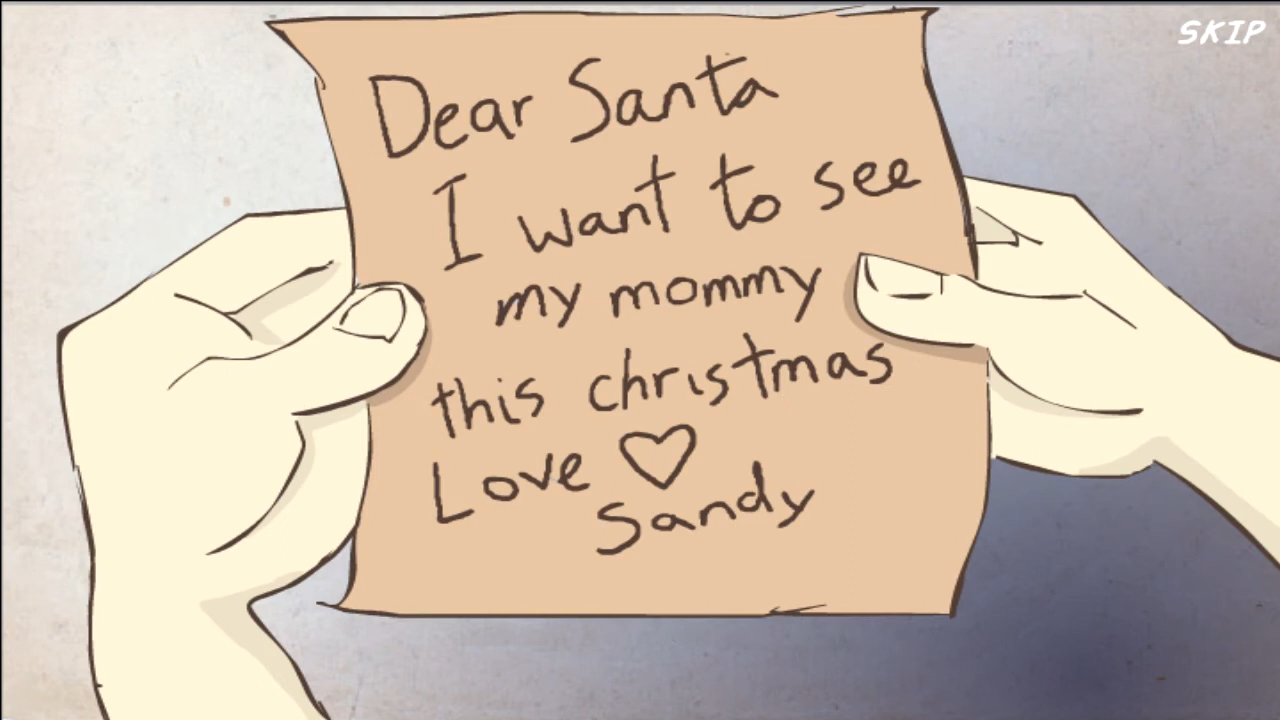 SKIP
Dear Santa
I want to see
my mommy
this christmas
Love ♡
Sandy